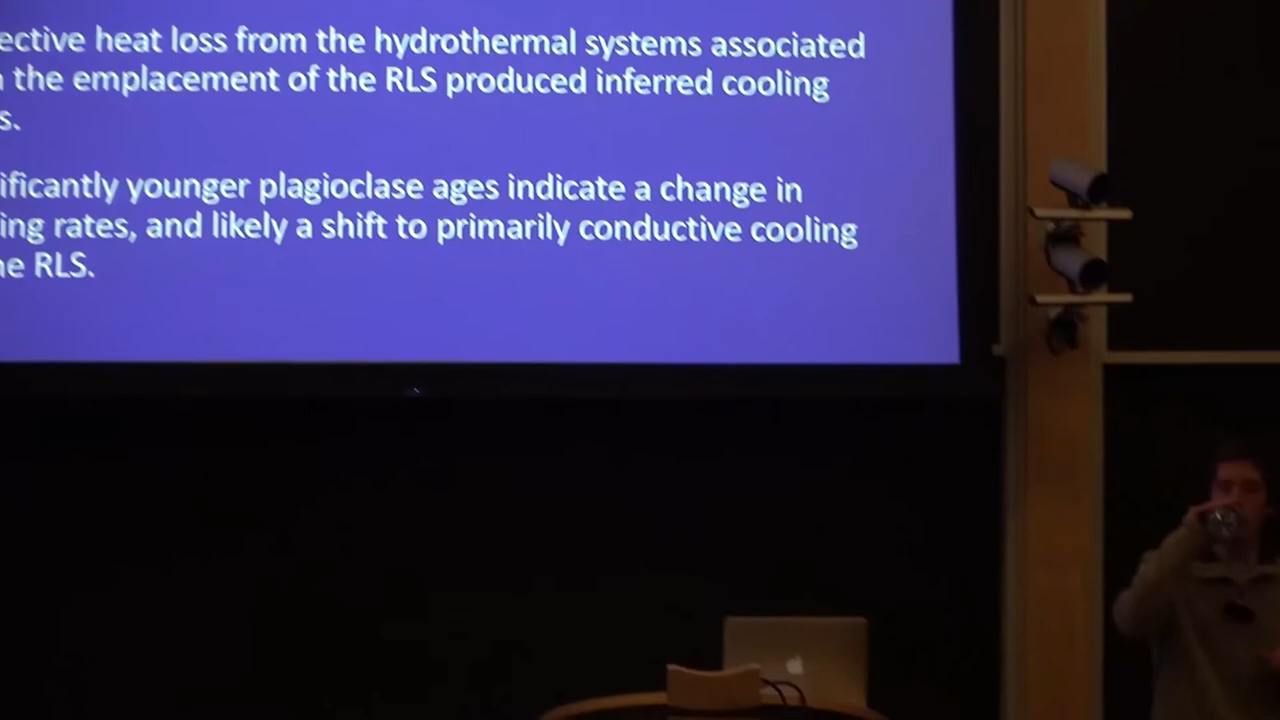 ective heat loss from the hydrothermal systems associated
the emplacement of the RLS produced inferred cooling
s.
ificantly younger plagioclase ages indicate a change in
ing rates, and likely a shift to primarily conductive cooling
e RLS.